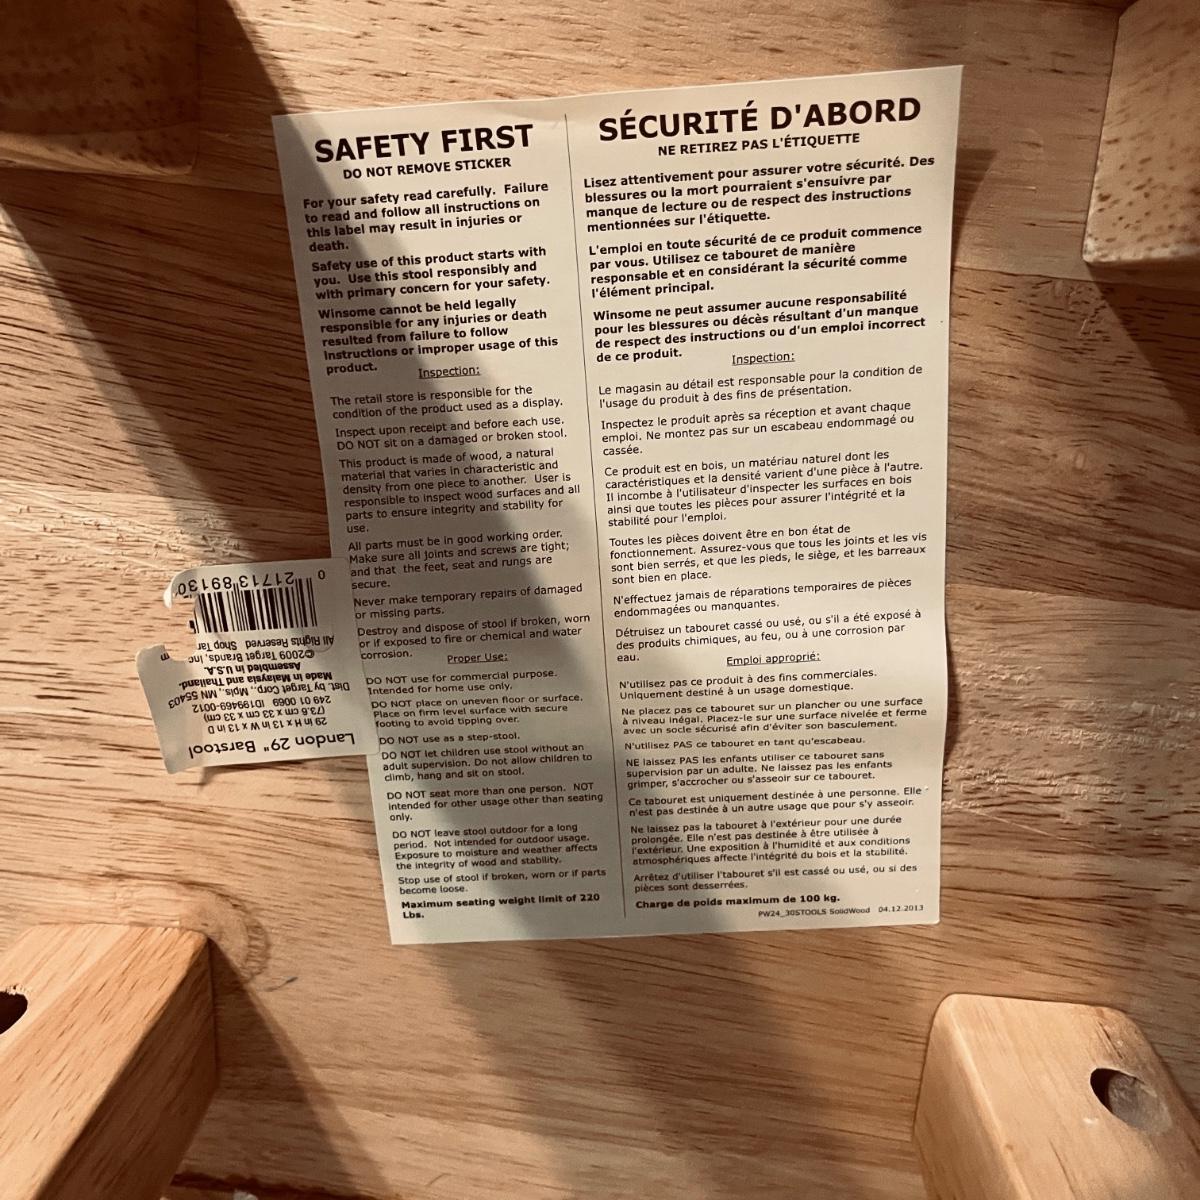 SAFETY FIRST
DO NOT REMOVE STICKER
For your safety read carefully. Failure
to read and follow all instructions on
this label may result in injuries or
death.
Safety use of this product starts with
you. Use this stool responsibly and
with primary concern for your safety.
Winsome cannot be held legally
responsible for any injuries or death
resulted from failure to follow
instructions or improper usage of this
product.
Inspection:
The retail store is responsible for the
condition of the product used as a display.
Inspect upon receipt and before each use.
DO NOT sit on a damaged or broken stool.
This product is made of wood, a natural
material that varies in characteristic and
density from one piece to another. User is
responsible to inspect wood surfaces and all
parts to ensure integrity and stability for
use.
All parts must be in good working order.
Make sure all joints and screws are tight;
and that the feet, seat and rungs are
secure.
Never make temporary repairs of damaged
or missing parts.
Destroy and dispose of stool if broken, worn
or if exposed to fire or chemical and water
corrosion.
Proper Use:
DO NOT use for commercial purpose.
Intended for home use only.
DO NOT place on uneven floor or surface.
Place on firm level surface with secure
footing to avoid tipping over.
DO NOT use as a step-stool.
DO NOT let children use stool without an
adult supervision. Do not allow children to
climb, hang and sit on stool.
DO NOT seat more than one person. NOT
intended for other usage other than seating
only.
DO NOT leave stool outdoor for a long
period. Not intended for outdoor usage.
Exposure to moisture and weather affects
the integrity of wood and stability.
Stop use of stool if broken, worn or if parts
become loose.
Maximum seating weight limit of 220
Lbs.
SÉCURITÉ D'ABORD
NE RETIREZ PAS L'ÉTIQUETTE
Lisez attentivement pour assurer votre sécurité. Des
blessures ou la mort pourraient s'ensuivre par
manque de lecture ou de respect des instructions
mentionnées sur l'étiquette.
L'emploi en toute sécurité de ce produit commence
par vous. Utilisez ce tabouret de manière
responsable et en considérant la sécurité comme
l'élément principal.
Winsome ne peut assumer aucune responsabilité
pour les blessures ou décès résultant d'un manque
de respect des instructions ou d'un emploi incorrect
de ce produit.
Inspection:
Le magasin au détail est responsable pour la condition de
l'usage du produit à des fins de présentation.
Inspectez le produit après sa réception et avant chaque
emploi. Ne montez pas sur un escabeau endommagé ou
cassée.
Ce produit est en bois, un matériau naturel dont les
caractéristiques et la densité varient d'une pièce à l'autre.
Il incombe à l'utilisateur d'inspecter les surfaces en bois
ainsi que toutes les pièces pour assurer l'intégrité et la
stabilité pour l'emploi.
Toutes les pièces doivent être en bon état de
fonctionnement. Assurez-vous que tous les joints et les vis
sont bien serrés, et que les pieds, le siège, et les barreaux
sont bien en place.
N'effectuez jamais de réparations temporaires de pièces
endommagées ou manquantes.
Détruisez un tabouret cassé ou usé, ou s'il a été exposé à
des produits chimiques, au feu, ou à une corrosion par
eau.
Emploi approprié:
N'utilisez pas ce produit à des fins commerciales.
Uniquement destiné à un usage domestique.
Ne placez pas ce tabouret sur un plancher ou une surface
à niveau inégal. Placez-le sur une surface nivelée et ferme
avec un socle sécurisé afin d'éviter son basculement.
N'utilisez PAS ce tabouret en tant qu'escabeau.
NE laissez PAS les enfants utiliser ce tabouret sans
supervision par un adulte. Ne laissez pas les enfants
grimper, s'accrocher ou s'asseoir sur ce tabouret.
Ce tabouret est uniquement destinée à une personne. Elle
n'est pas destinée à un autre usage que pour s'y asseoir.
Ne laissez pas la tabouret à l'extérieur pour une durée
prolongée. Elle n'est pas destinée à être utilisée à
l'extérieur. Une exposition à l'humidité et aux conditions
atmosphériques affecte l'intégrité du bois et la stabilité.
Arrêtez d'utiliser l'tabouret s'il est cassé ou usé, ou si des
pièces sont desserrées.
Charge de poids maximum de 100 kg.
PW24_30STOOLS SolidWood 04.12.2013
Landon 29" Barstool
29 in H x 13 in W x 13 in D
(73.6 cm x 33 cm x 33 cm)
249 01 0069 ID199469-0012
Dist. by Target Corp., Mpls., MN 55403
Made in Malaysia and Thailand.
Assembled in U.S.A.
©2009 Target Brands, Inc
All Rights Reserved Shop Tar
m
0 21713 89130